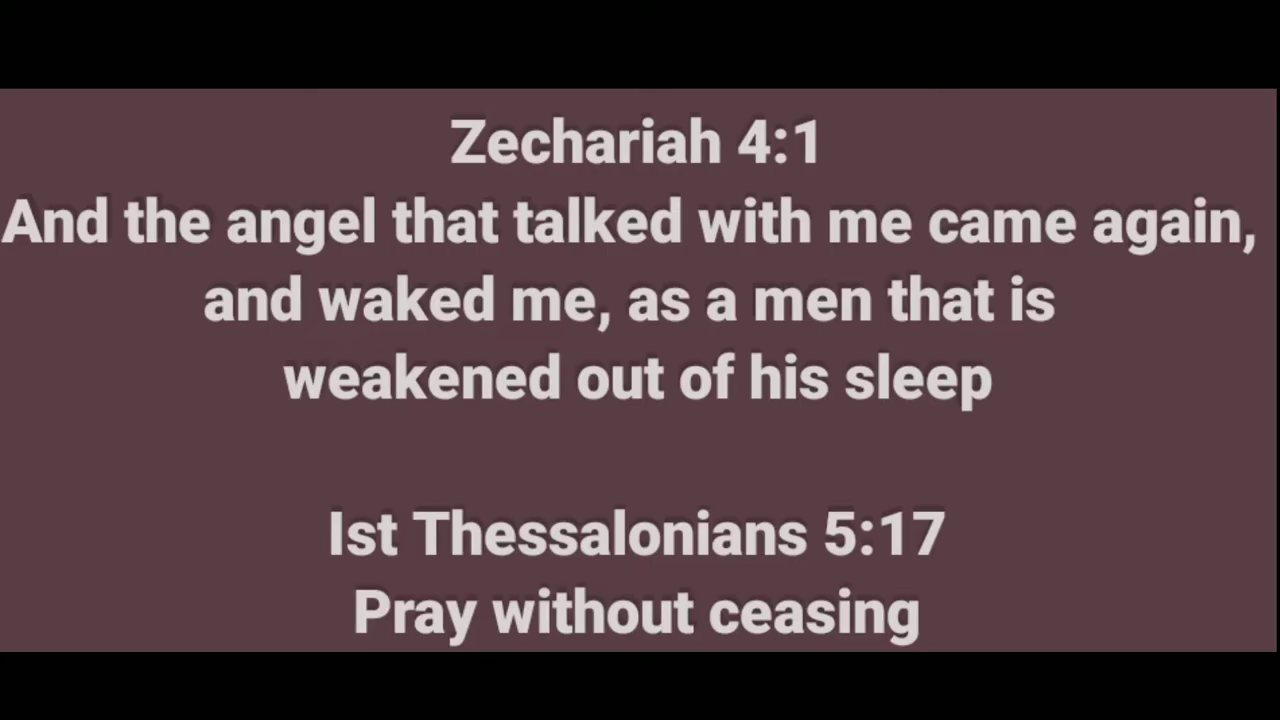 Zechariah 4:1
And the angel that talked with me came again,
and waked me, as a men that is
weakened out of his sleep
Ist Thessalonians 5:17
Pray without ceasing